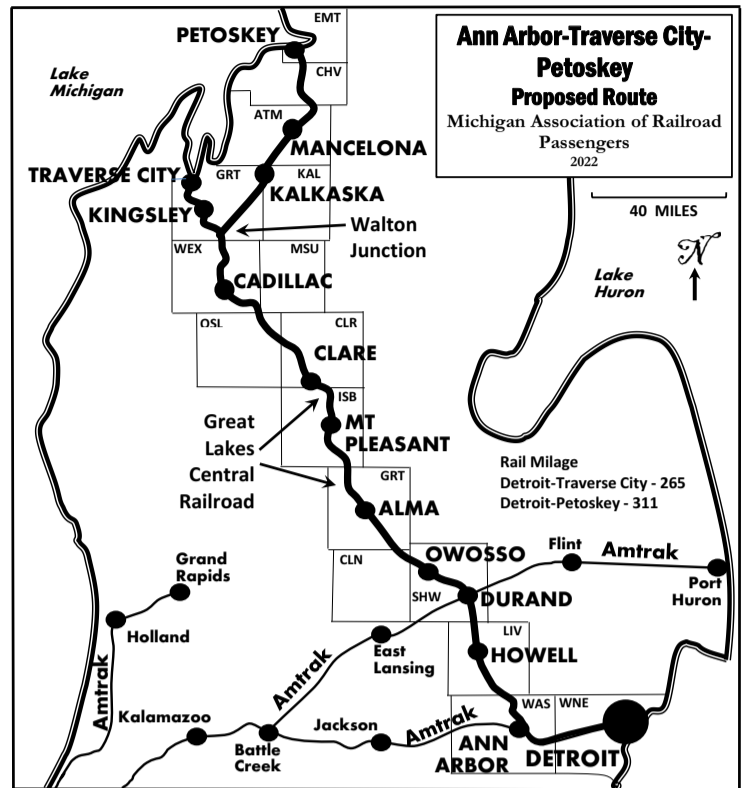 Ann Arbor-Traverse City-
Petoskey
Proposed Route
Michigan Association of Railroad
Passengers
2022
EMT
PETOSKEY
Lake
Michigan
CHV
ATM
MANCELONA
TRAVERSE CITY
GRT
KAL
KALKASKA
40 MILES
KINGSLEY
Walton
Junction
N
WEX
MSU
Lake
Huron
CADILLAC
OSL
CLR
CLARE
ISB
Great
Lakes
Central
Railroad
MT
PLEASANT
Rail Milage
Detroit-Traverse City - 265
Detroit-Petoskey - 311
GRT
ALMA
CLN
OWOSSO
Flint
Amtrak
Port
Huron
Grand
Rapids
SHW
DURAND
Holland
LIV
East
Lansing
HOWELL
Amtrak
Amtrak
WAS
WNE
Kalamazoo
Jackson
Amtrak
Battle
Creek
ANN
ARBOR
DETROIT